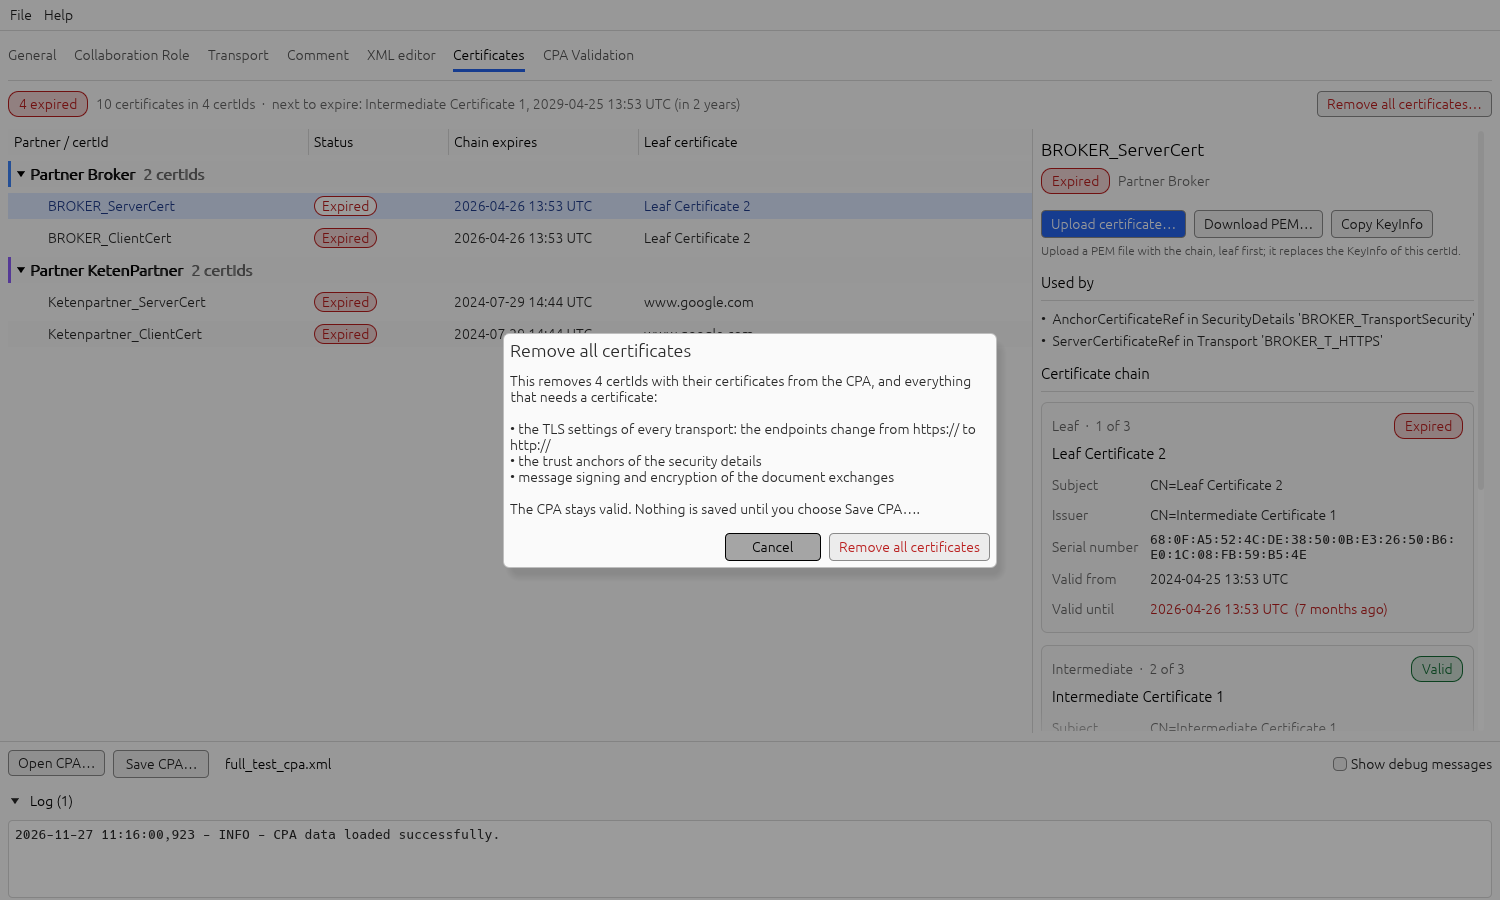 File Help
General Collaboration Role Transport Comment XML editor Certificates CPA Validation
4 expired 10 certificates in 4 certIds · next to expire: Intermediate Certificate 1, 2029-04-25 13:53 UTC (in 2 years) Remove all certificates…
Partner / certId Status Chain expires Leaf certificate
Partner Broker 2 certIds
BROKER_ServerCert Expired 2026-04-26 13:53 UTC Leaf Certificate 2
BROKER_ClientCert Expired 2026-04-26 13:53 UTC Leaf Certificate 2
Partner KetenPartner 2 certIds
Ketenpartner_ServerCert Expired 2024-07-29 14:44 UTC www.google.com
Ketenpartner_ClientCert Expired
BROKER_ServerCert
Expired Partner Broker
Upload certificate… Download PEM… Copy KeyInfo
Upload a PEM file with the chain, leaf first; it replaces the KeyInfo of this certId.
Used by
• AnchorCertificateRef in SecurityDetails 'BROKER_TransportSecurity'
• ServerCertificateRef in Transport 'BROKER_T_HTTPS'
Certificate chain
Leaf · 1 of 3 Expired
Leaf Certificate 2
Subject CN=Leaf Certificate 2
Issuer CN=Intermediate Certificate 1
Serial number 68:0F:A5:52:4C:DE:38:50:0B:E3:26:50:B6:
E0:1C:08:FB:59:B5:4E
Valid from 2024-04-25 13:53 UTC
Valid until 2026-04-26 13:53 UTC (7 months ago)
Intermediate · 2 of 3 Valid
Intermediate Certificate 1
Subject CN=Intermediate Certificate 1
Remove all certificates
This removes 4 certIds with their certificates from the CPA, and everything
that needs a certificate:
• the TLS settings of every transport: the endpoints change from https:// to
http://
• the trust anchors of the security details
• message signing and encryption of the document exchanges
The CPA stays valid. Nothing is saved until you choose Save CPA….
Cancel Remove all certificates
Open CPA… Save CPA… full_test_cpa.xml Show debug messages
Log (1)
2026-11-27 11:16:00,923 - INFO - CPA data loaded successfully.